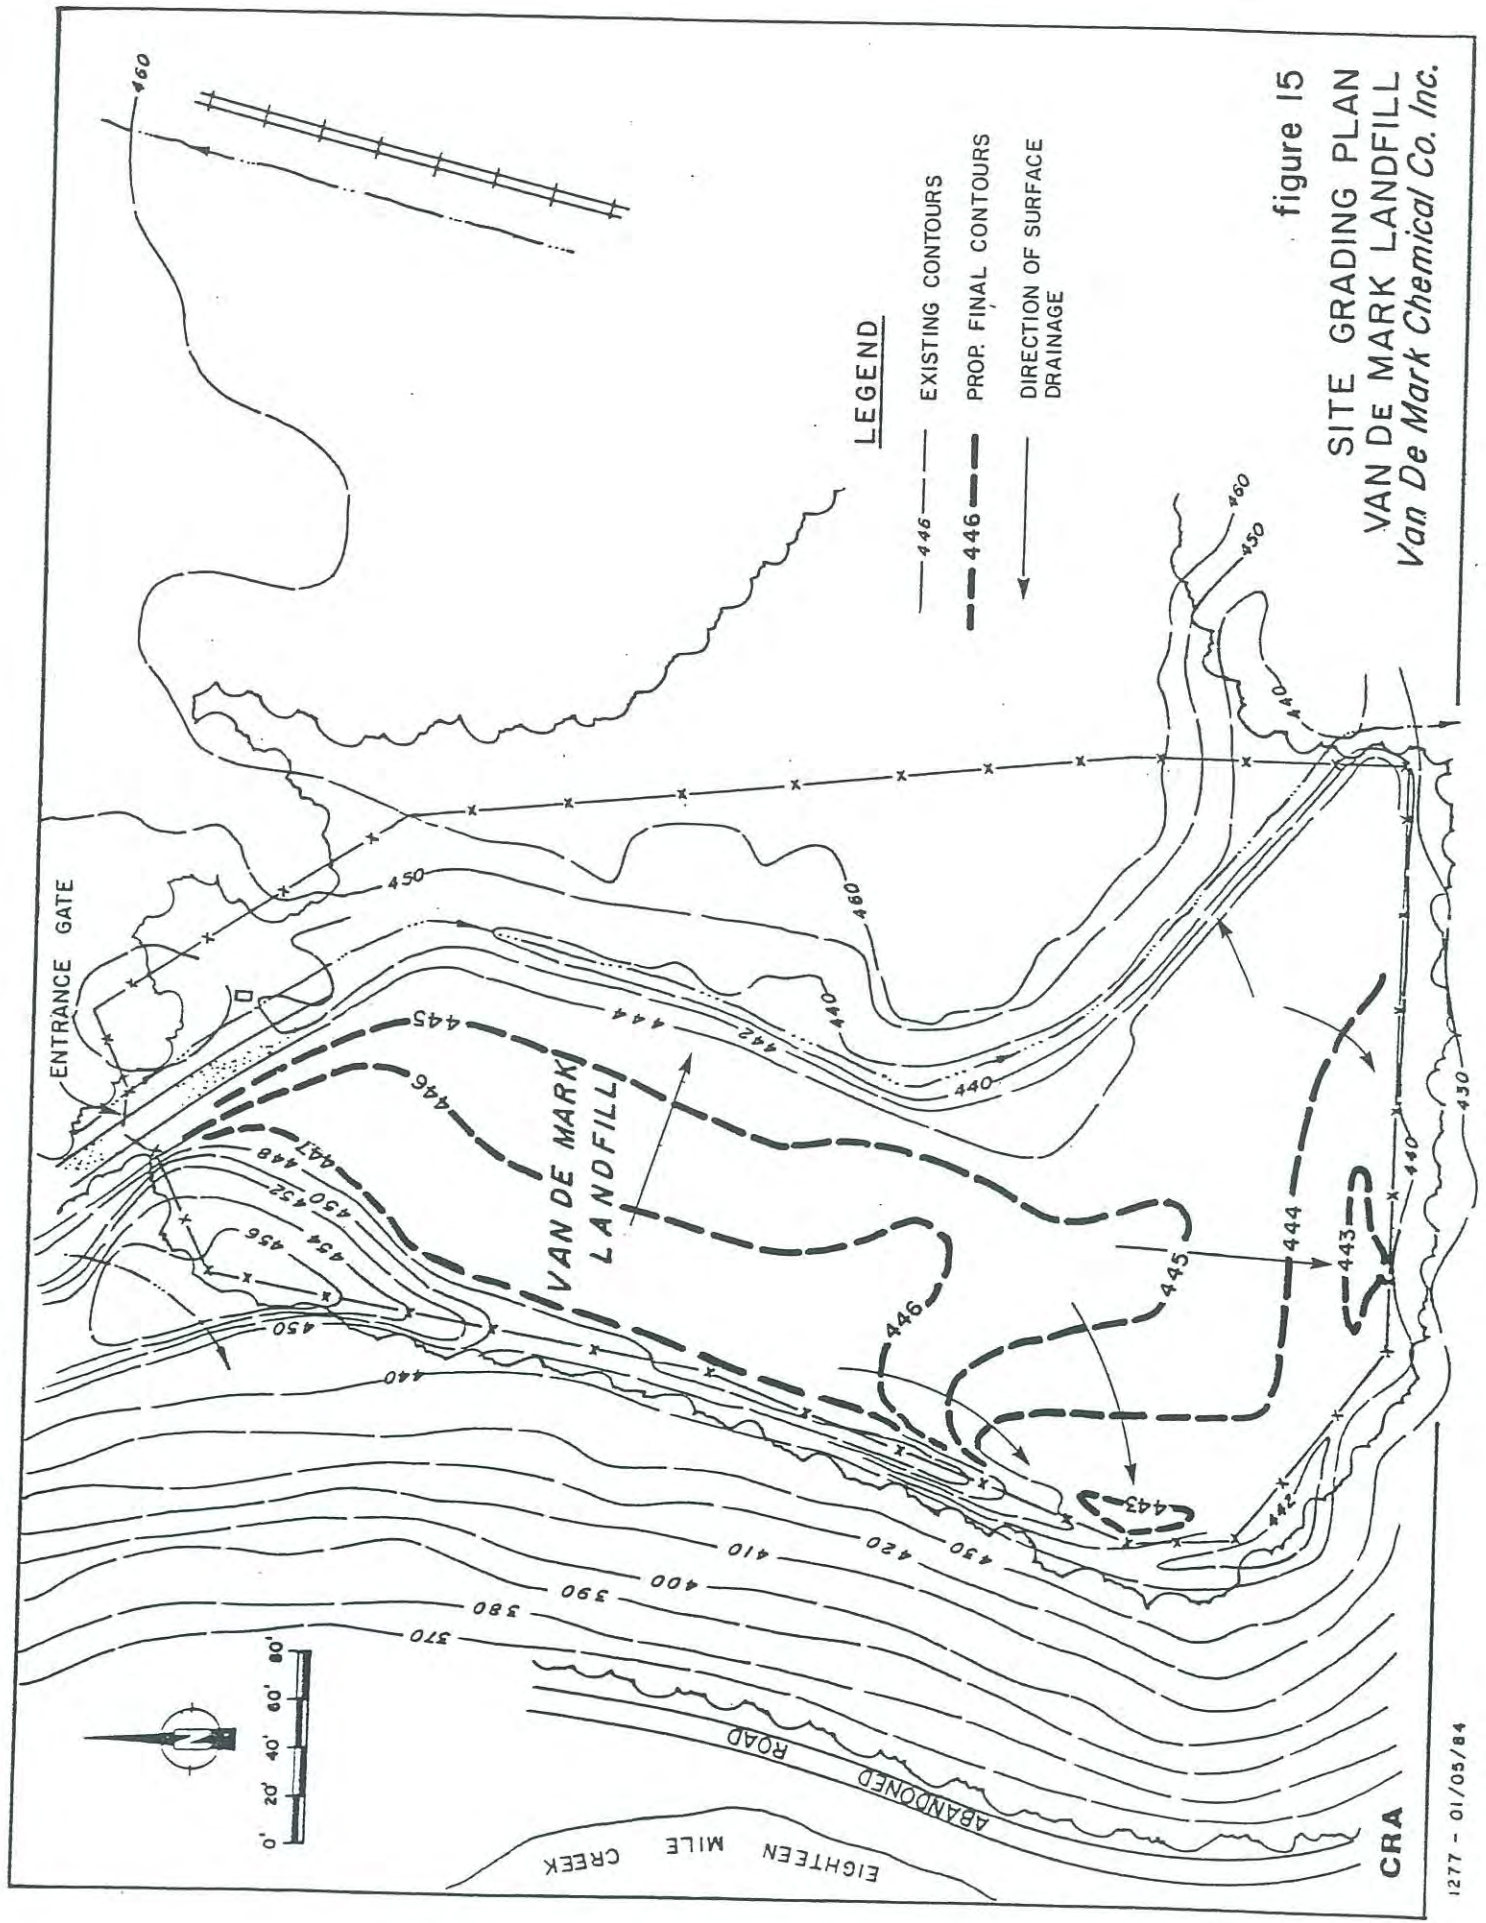 figure 15
SITE GRADING PLAN
VAN DE MARK LANDFILL
Van De Mark Chemical Co. Inc.
LEGEND
446
EXISTING CONTOURS
446
PROP. FINAL CONTOURS
DIRECTION OF SURFACE
DRAINAGE
ENTRANCE GATE
VAN DE MARK
LANDFILL
460
450
460
440
444
442
440
445
446
447
448
450
452
454
456
450
440
446
445
444
443
443
442
440
430
440
450
460
430
420
410
400
390
380
370
N
0'
20'
40'
60'
80'
ABANDONED
ROAD
EIGHTEEN
MILE
CREEK
CRA
1277 - 01/05/84